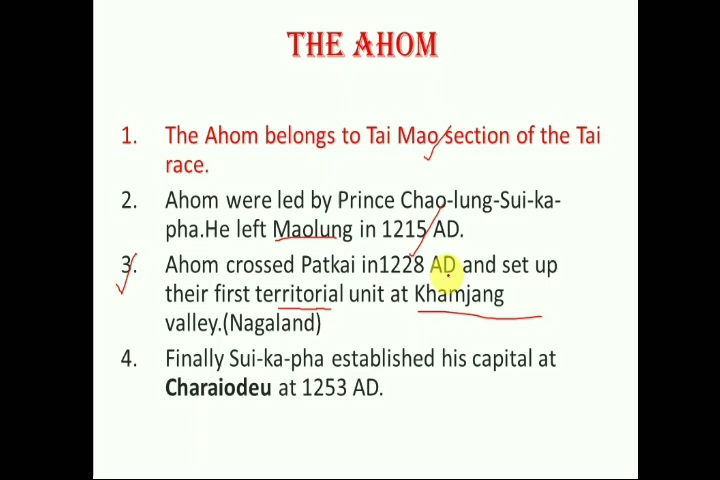 THE AHOM
1. The Ahom belongs to Tai Mao section of the Tai
race.
2. Ahom were led by Prince Chao-lung-Sui-ka-
pha.He left Maolung in 1215 AD.
3. Ahom crossed Patkai in1228 AD and set up
their first territorial unit at Khamjang
valley.(Nagaland)
4. Finally Sui-ka-pha established his capital at
Charaiodeu at 1253 AD.